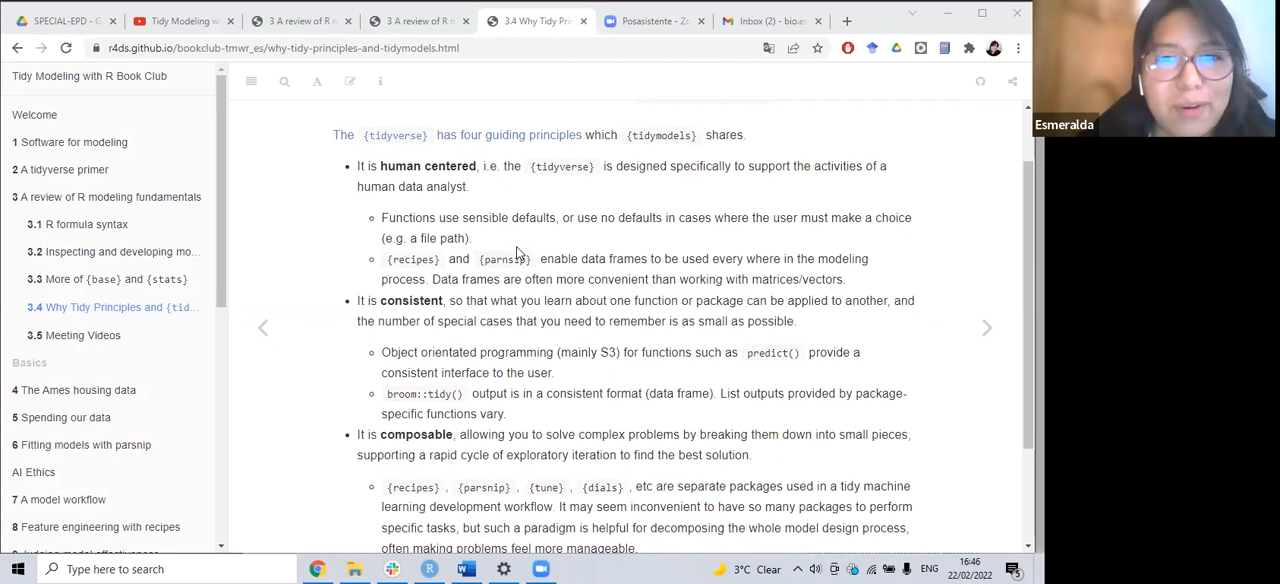 SPECIAL-EPD - G
Tidy Modeling w
3 A review of R m
3 A review of R m
3.4 Why Tidy Prin
Posasistente - Zo
Inbox (2) - bio.es
r4ds.github.io/bookclub-tmwr_es/why-tidy-principles-and-tidymodels.html
Tidy Modeling with R Book Club
Welcome
1 Software for modeling
2 A tidyverse primer
3 A review of R modeling fundamentals
3.1 R formula syntax
3.2 Inspecting and developing mo...
3.3 More of {base} and {stats}
3.4 Why Tidy Principles and {tid...
3.5 Meeting Videos
Basics
4 The Ames housing data
5 Spending our data
6 Fitting models with parsnip
AI Ethics
7 A model workflow
8 Feature engineering with recipes
9 Judging model effectiveness
The {tidyverse} has four guiding principles which {tidymodels} shares.
• It is human centered, i.e. the {tidyverse} is designed specifically to support the activities of a
human data analyst.
Functions use sensible defaults, or use no defaults in cases where the user must make a choice
(e.g. a file path).
{recipes} and {parsnip} enable data frames to be used every where in the modeling
process. Data frames are often more convenient than working with matrices/vectors.
• It is consistent, so that what you learn about one function or package can be applied to another, and
the number of special cases that you need to remember is as small as possible.
Object orientated programming (mainly S3) for functions such as predict() provide a
consistent interface to the user.
broom::tidy() output is in a consistent format (data frame). List outputs provided by package-
specific functions vary.
• It is composable, allowing you to solve complex problems by breaking them down into small pieces,
supporting a rapid cycle of exploratory iteration to find the best solution.
{recipes} , {parsnip} , {tune} , {dials} , etc are separate packages used in a tidy machine
learning development workflow. It may seem inconvenient to have so many packages to perform
specific tasks, but such a paradigm is helpful for decomposing the whole model design process,
often making problems feel more manageable.
Esmeralda
Type here to search
3°C Clear
ENG
16:46
22/02/2022